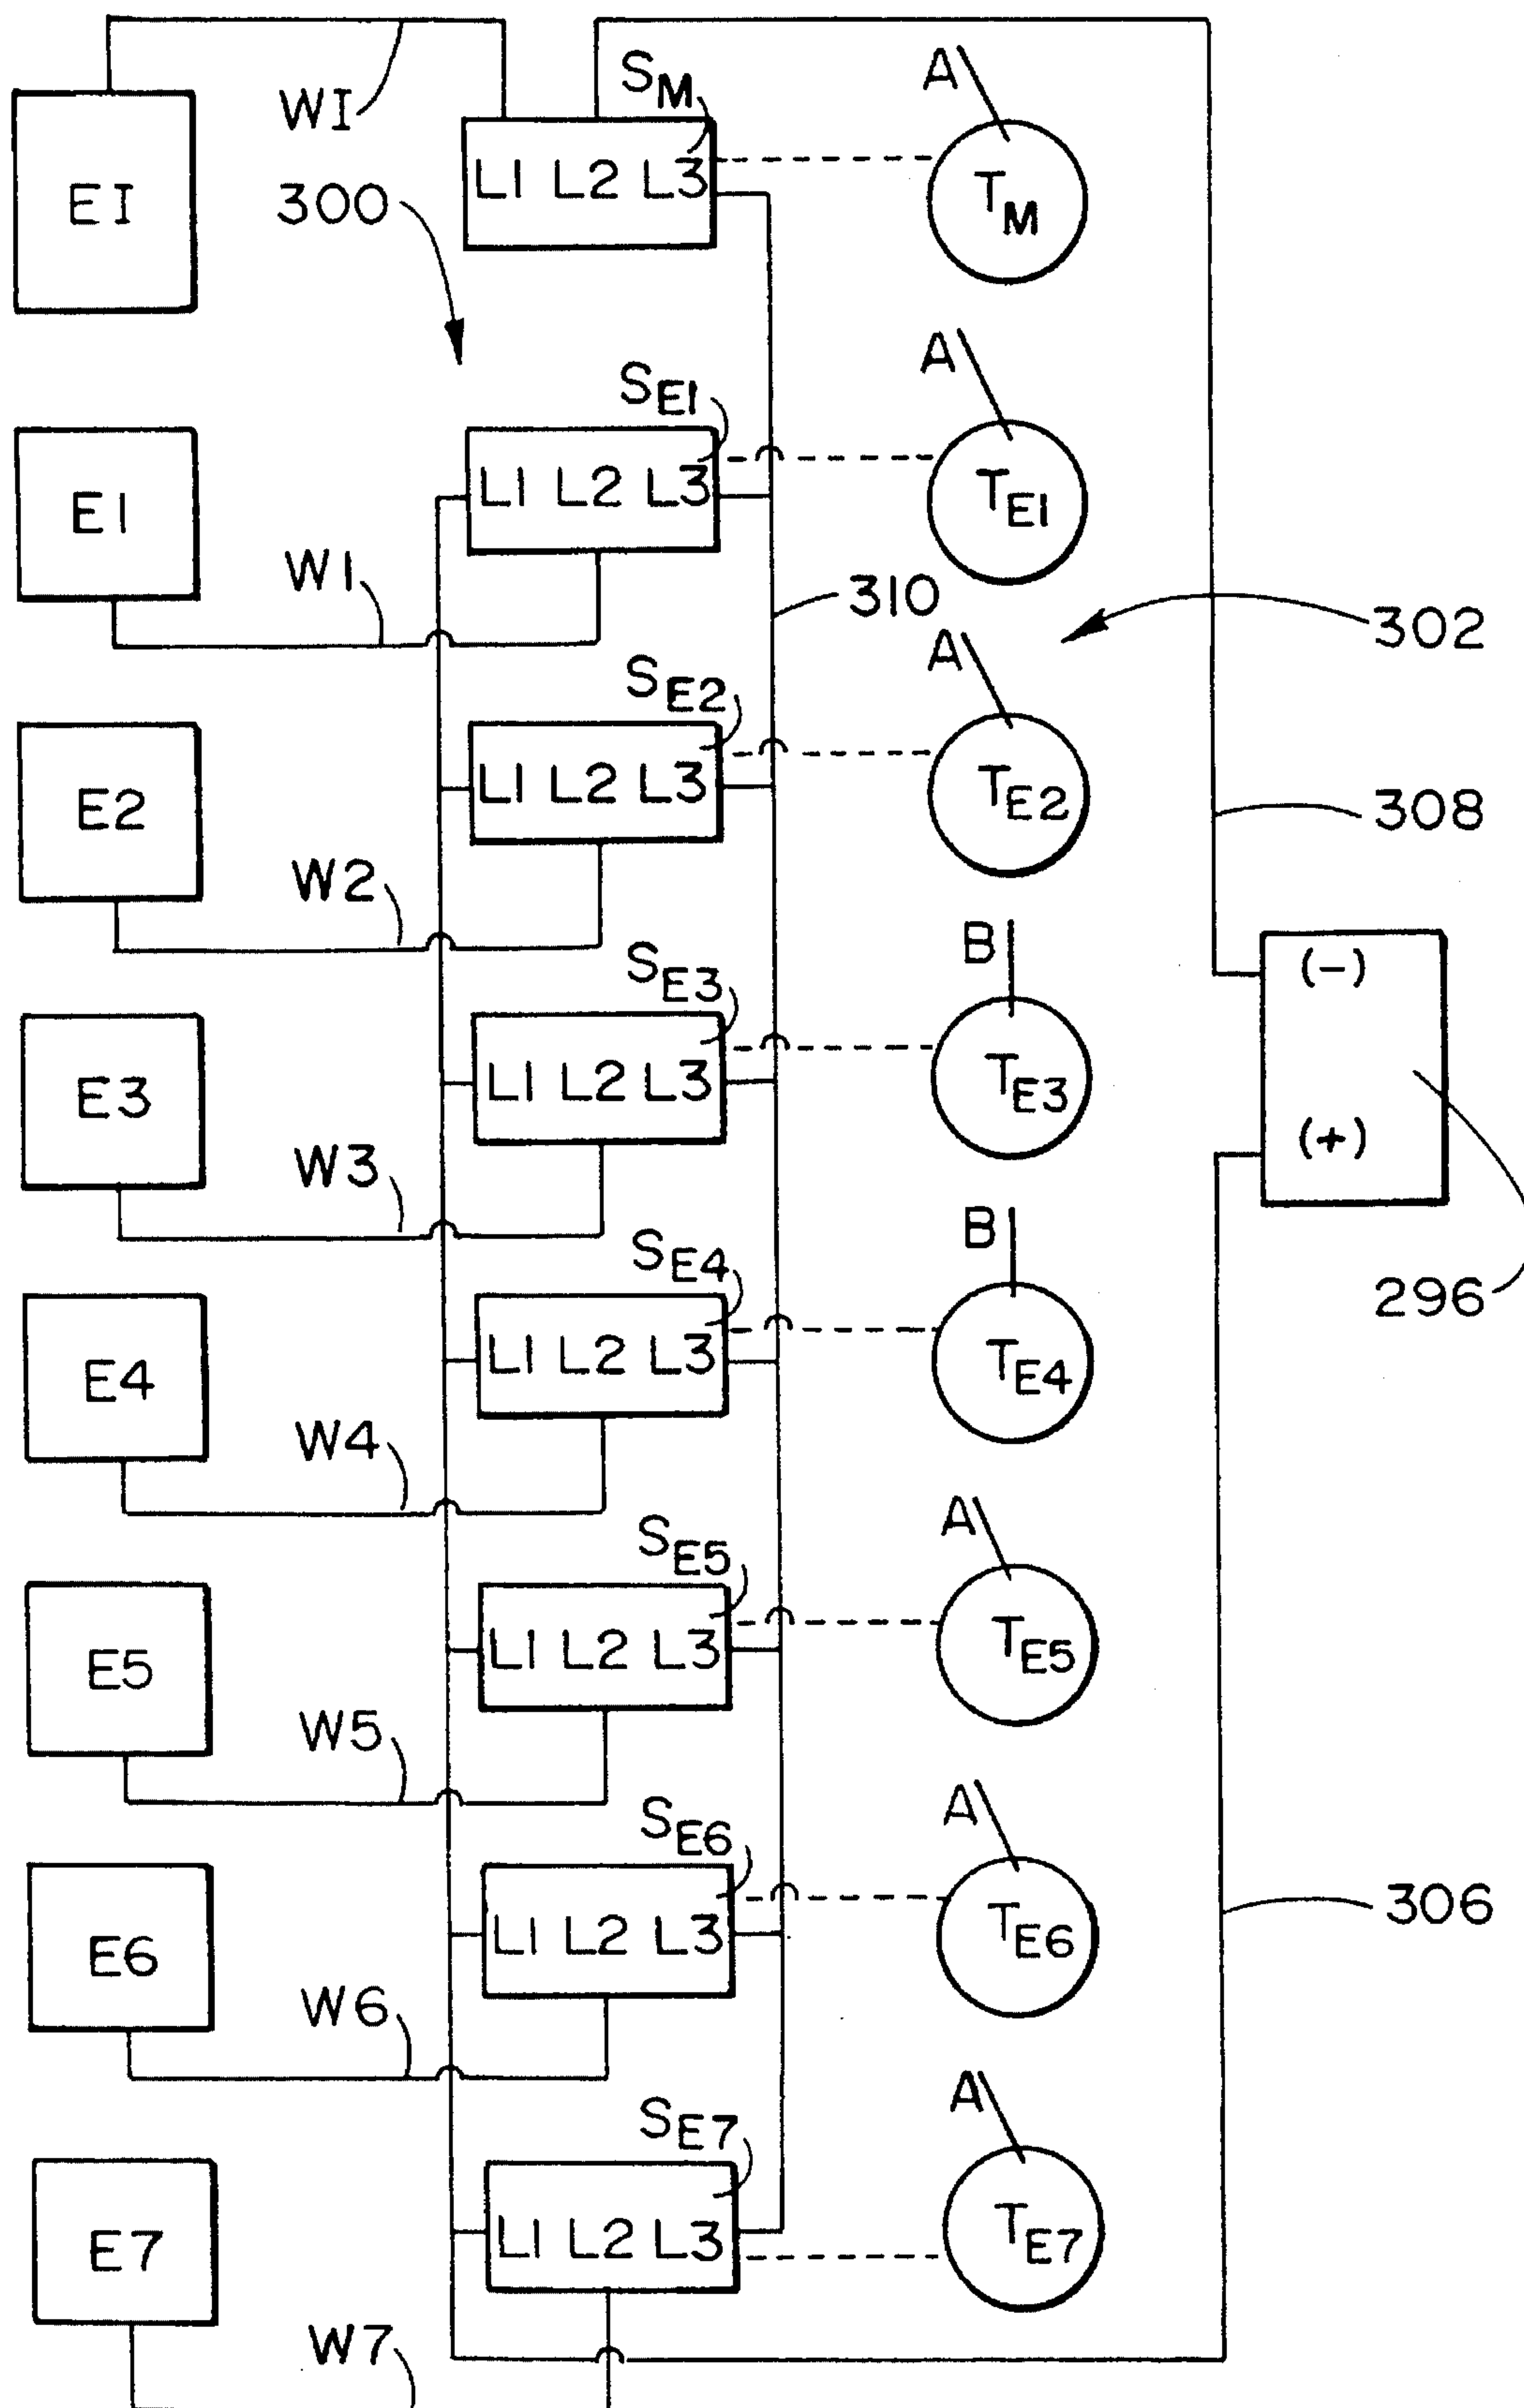 WI
S_M
A
EI
300
L1 L2 L3
T_M
S_E1
A
E1
L1 L2 L3
T_E1
W1
310
302
S_E2
A
E2
L1 L2 L3
T_E2
308
W2
S_E3
B
(-)
E3
L1 L2 L3
T_E3
(+)
W3
S_E4
B
296
E4
L1 L2 L3
T_E4
W4
S_E5
A
E5
L1 L2 L3
T_E5
W5
S_E6
A
306
E6
L1 L2 L3
T_E6
W6
S_E7
A
E7
L1 L2 L3
T_E7
W7